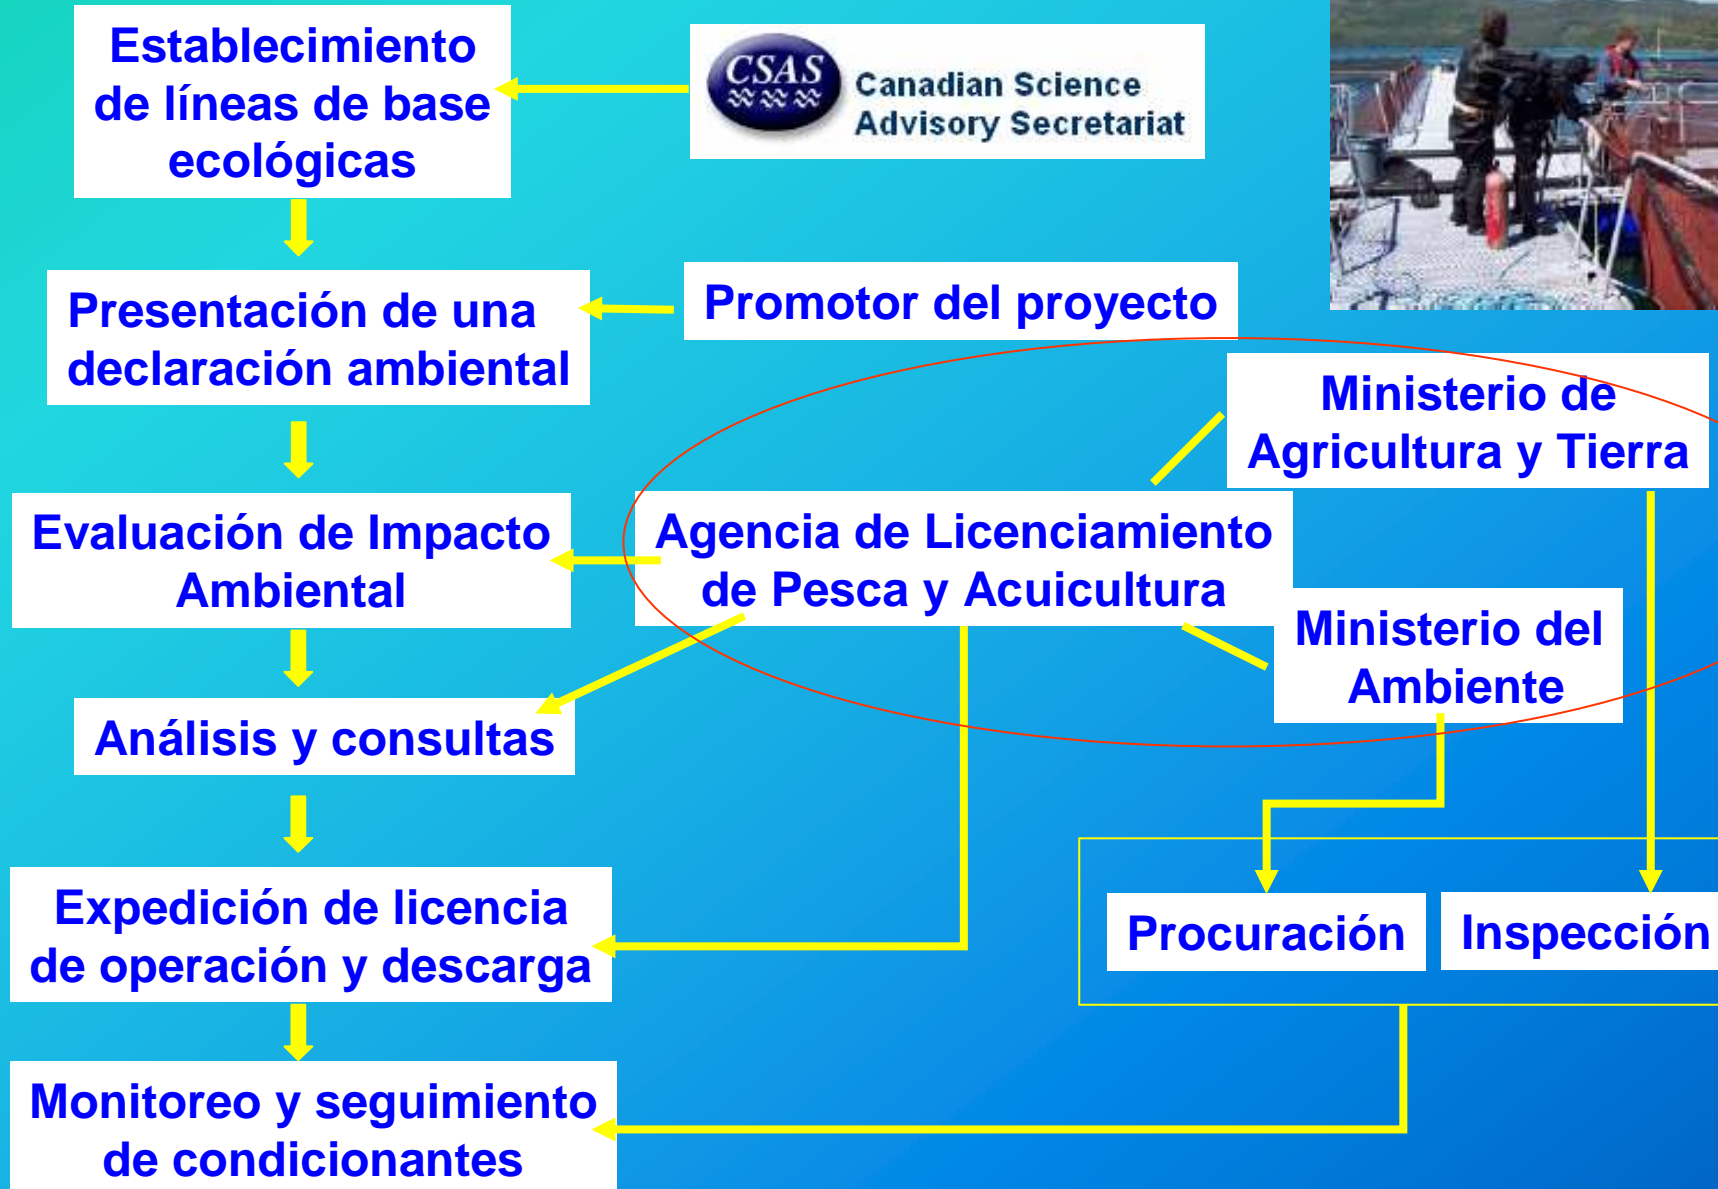 Establecimiento
de líneas de base
ecológicas
CSAS
Canadian Science
Advisory Secretariat
Presentación de una
declaración ambiental
Promotor del proyecto
Ministerio de
Agricultura y Tierra
Evaluación de Impacto
Ambiental
Agencia de Licenciamiento
de Pesca y Acuicultura
Ministerio del
Ambiente
Análisis y consultas
Expedición de licencia
de operación y descarga
Procuración
Inspección
Monitoreo y seguimiento
de condicionantes